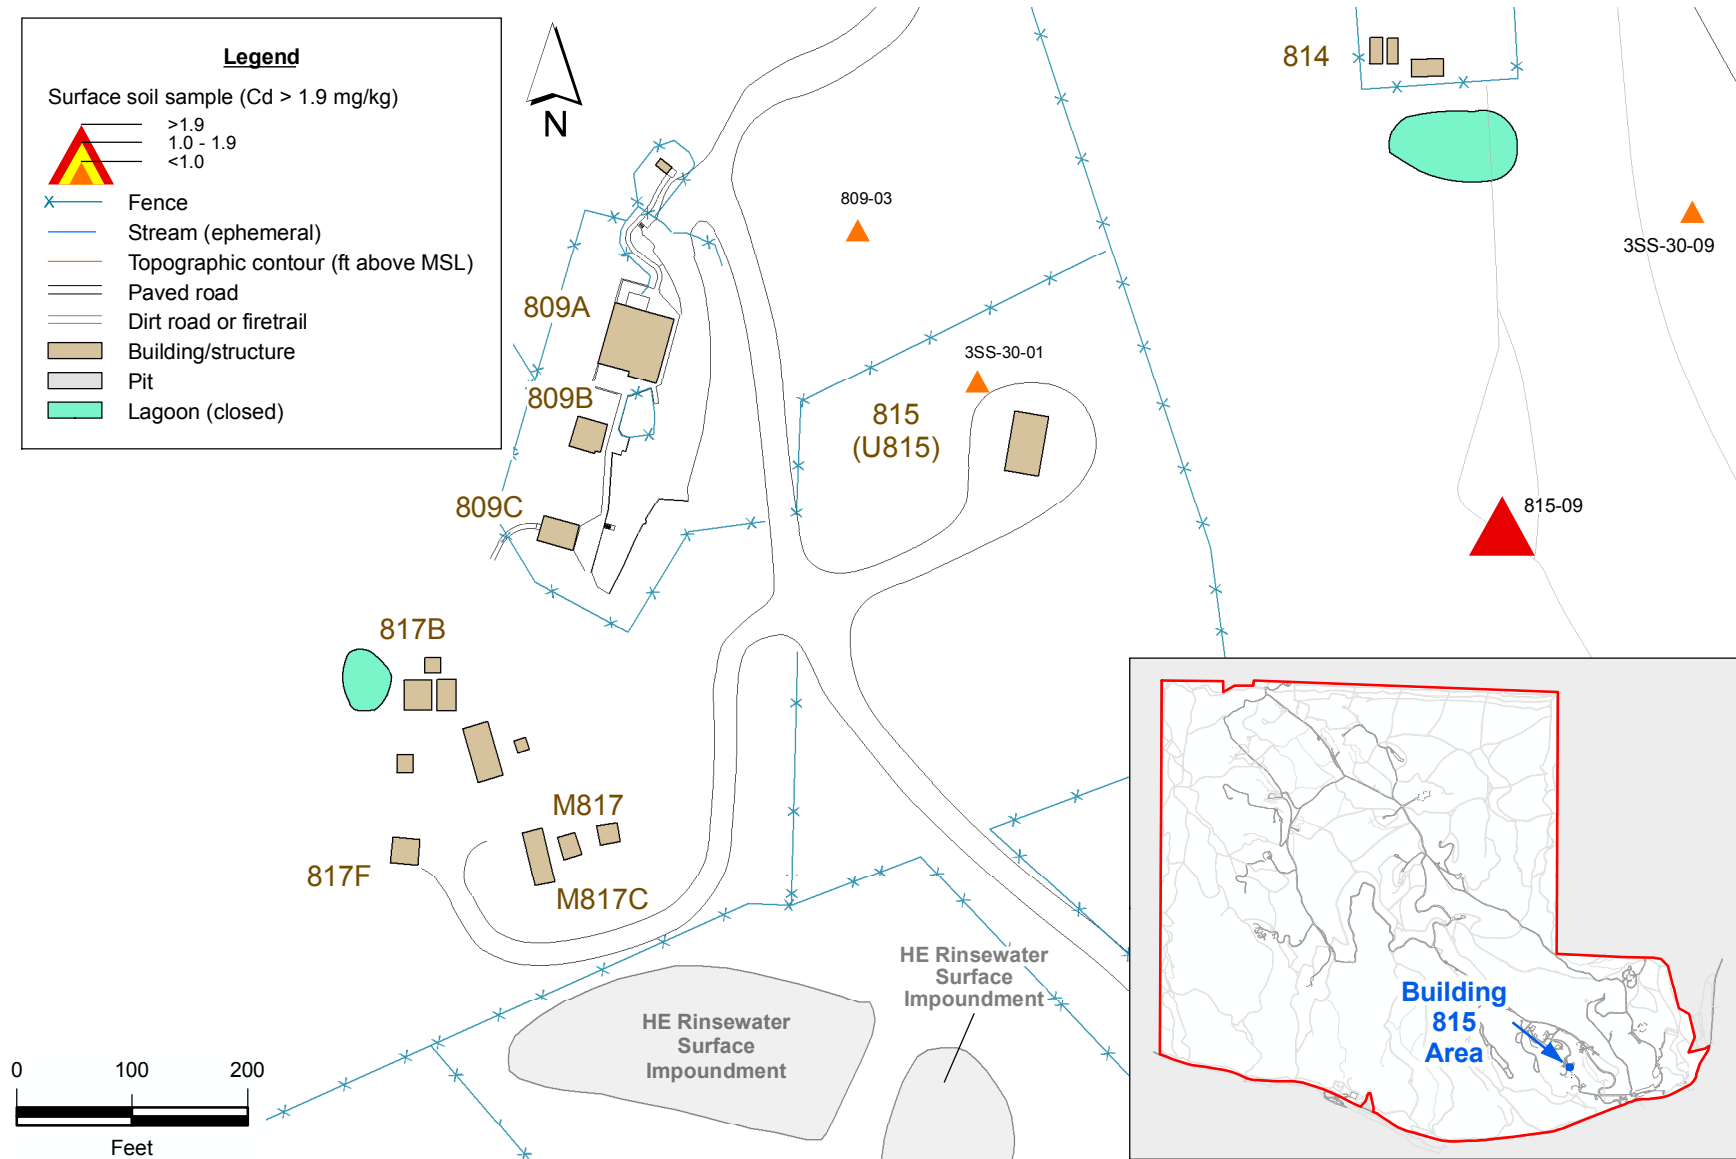 Legend
Surface soil sample (Cd > 1.9 mg/kg)
>1.9
1.0 - 1.9
<1.0
Fence
Stream (ephemeral)
Topographic contour (ft above MSL)
Paved road
Dirt road or firetrail
Building/structure
Pit
Lagoon (closed)
N
814
809-03
3SS-30-09
809A
3SS-30-01
809B
815
(U815)
809C
815-09
817B
M817
817F
M817C
HE Rinsewater
Surface
Impoundment
HE Rinsewater
Surface
Impoundment
Building
815
Area
0
100
200
Feet